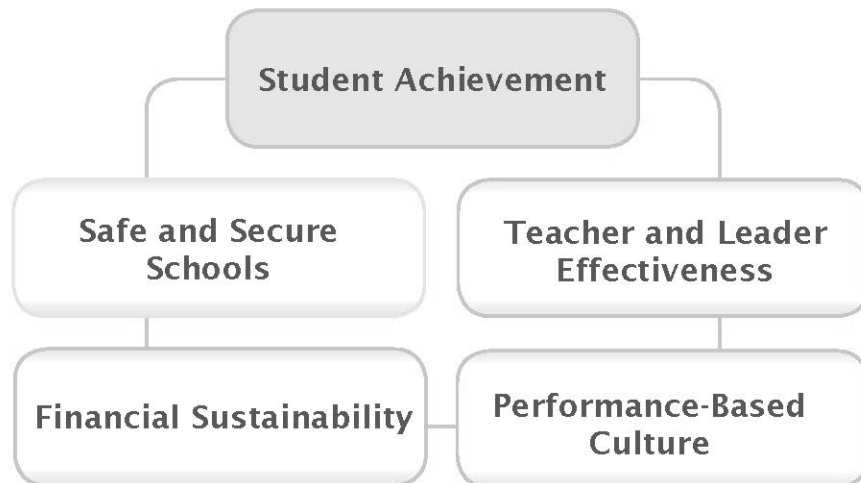 Student Achievement
Safe and Secure
Schools
Teacher and Leader
Effectiveness
Financial Sustainability
Performance-Based
Culture